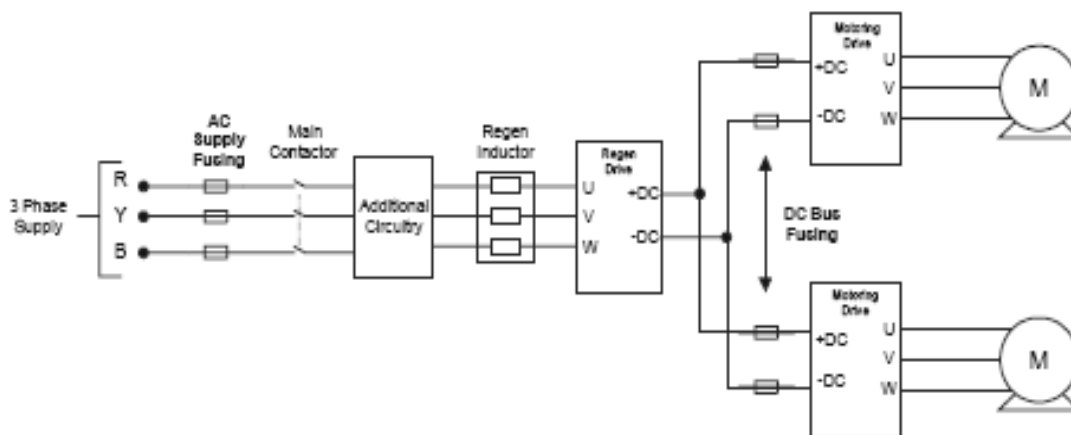 3 Phase
Supply
R
Y
B
AC
Supply
Fusing
Main
Contactor
Additional
Circuitry
Regen
Inductor
Regen
Drive
U
V
W
+DC
-DC
Motoring
Drive
+DC
-DC
U
V
W
M
DC Bus
Fusing
Motoring
Drive
+DC
-DC
U
V
W
M